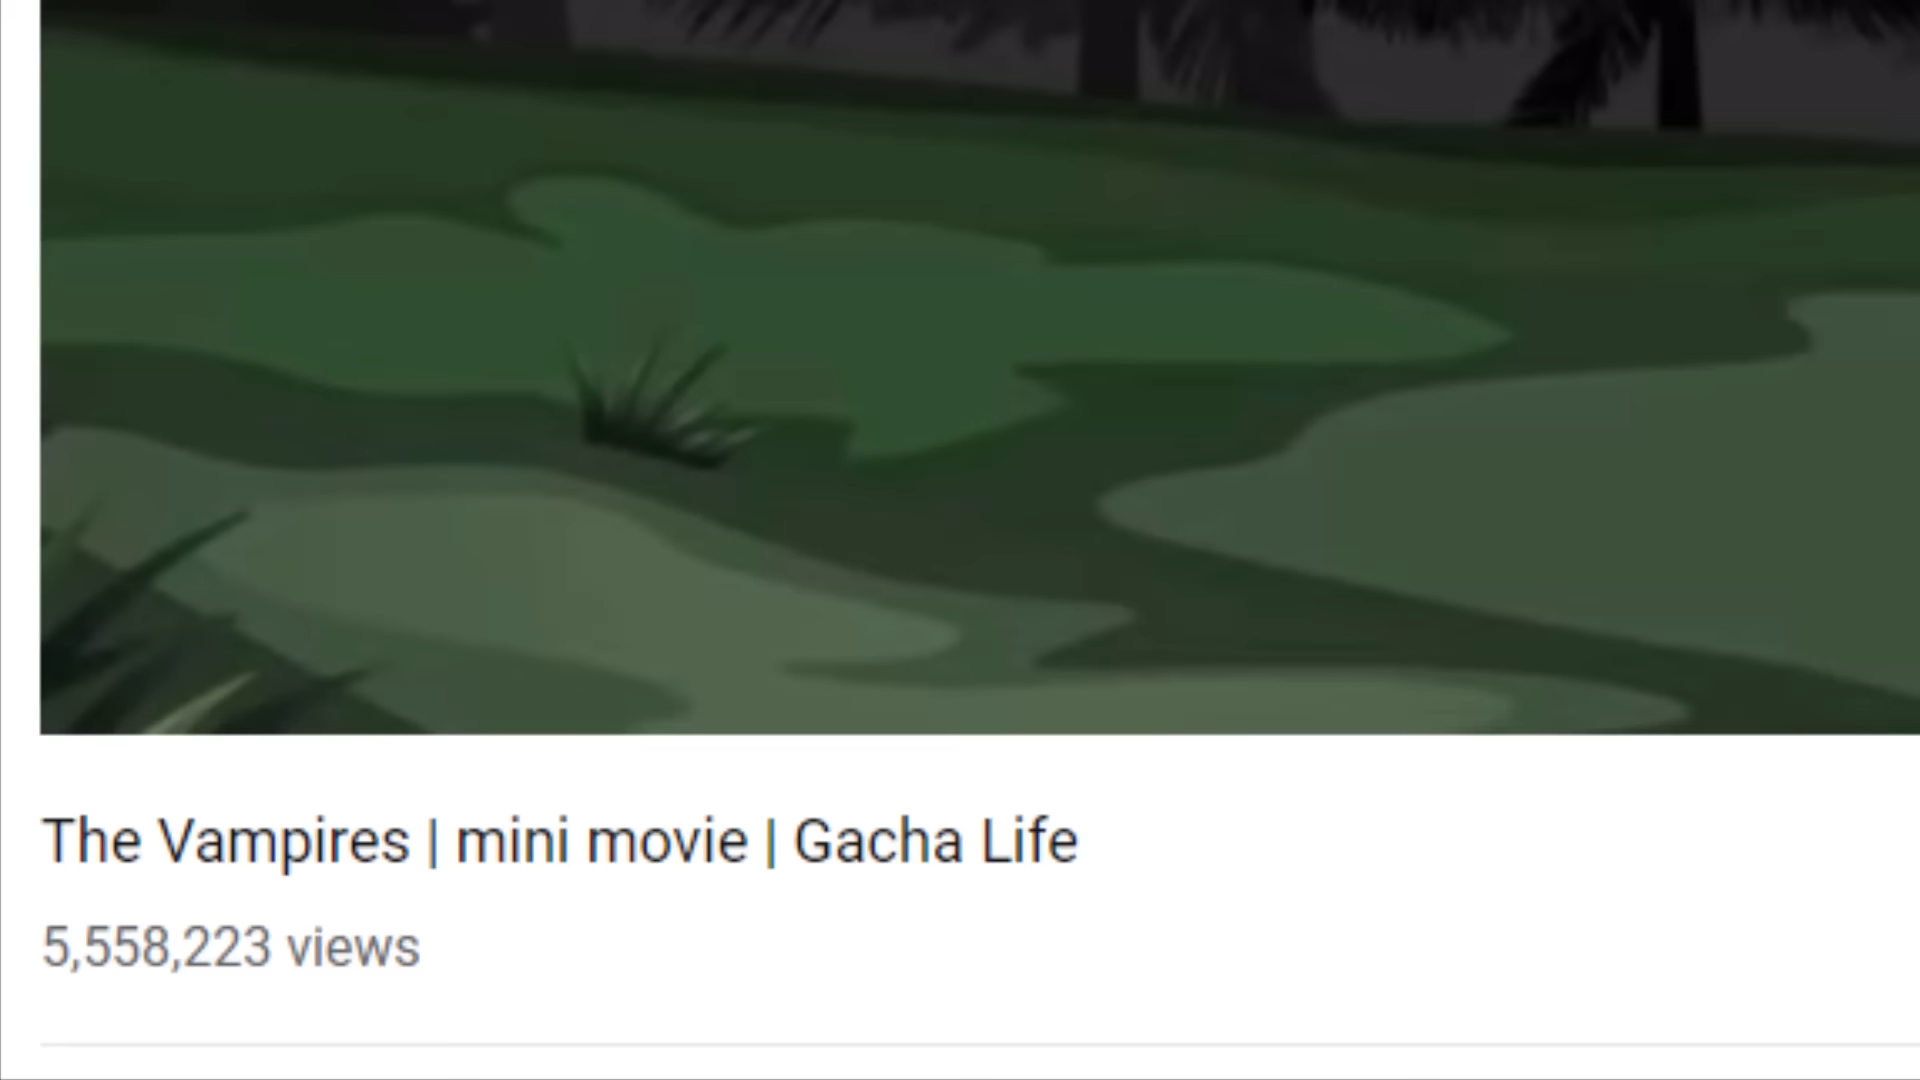 The Vampires | mini movie | Gacha Life
5,558,223 views